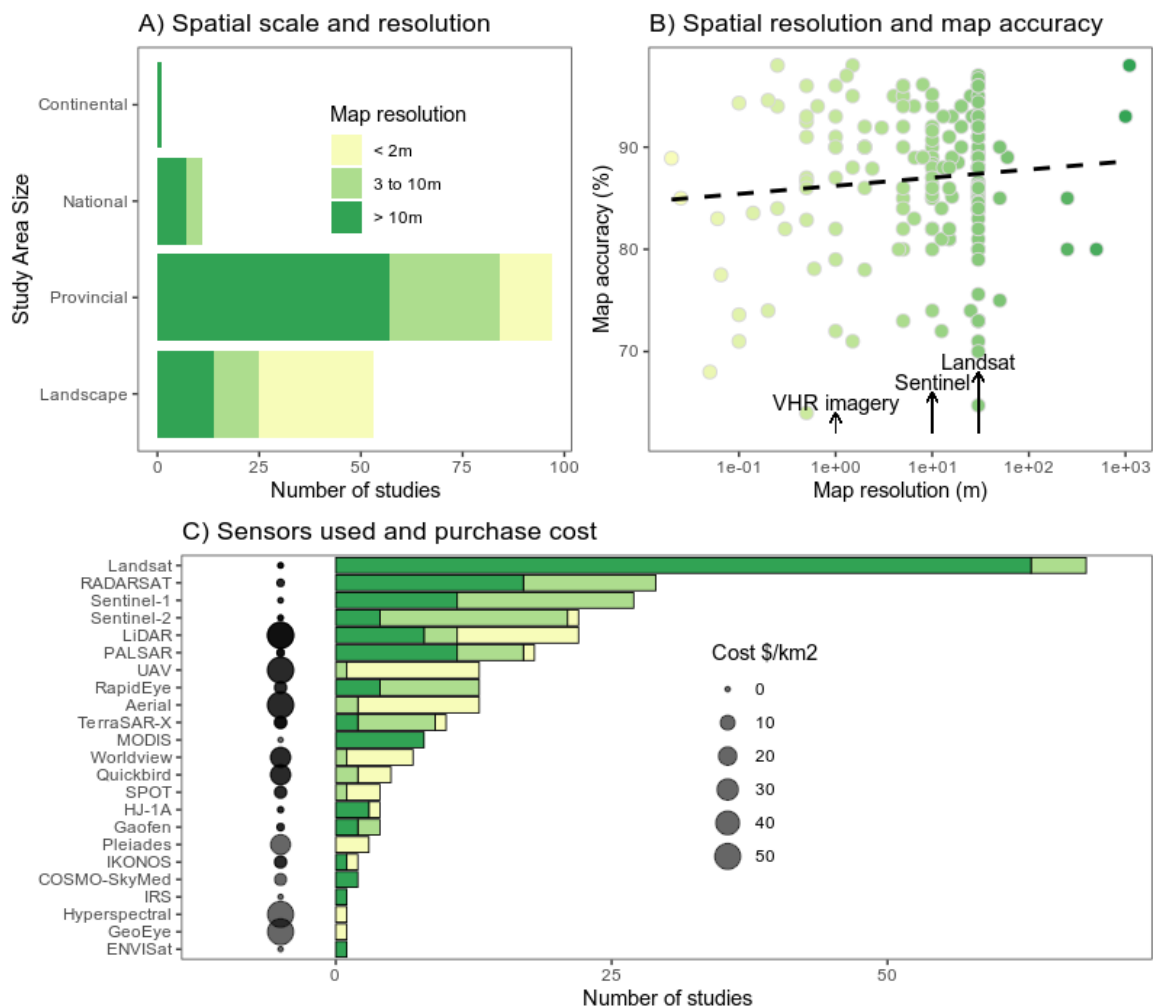 A) Spatial scale and resolution
Study Area Size
Continental
National
Provincial
Landscape
Map resolution
< 2m
3 to 10m
> 10m
0 25 50 75 100
Number of studies
B) Spatial resolution and map accuracy
Map accuracy (%)
90
80
70
Landsat
Sentinel
VHR imagery
1e-01 1e+00 1e+01 1e+02 1e+03
Map resolution (m)
C) Sensors used and purchase cost
Landsat
RADARSAT
Sentinel-1
Sentinel-2
LiDAR
PALSAR
UAV
RapidEye
Aerial
TerraSAR-X
MODIS
Worldview
Quickbird
SPOT
HJ-1A
Gaofen
Pleiades
IKONOS
COSMO-SkyMed
IRS
Hyperspectral
GeoEye
ENVISat
Cost $/km2
0
10
20
30
40
50
0 25 50
Number of studies